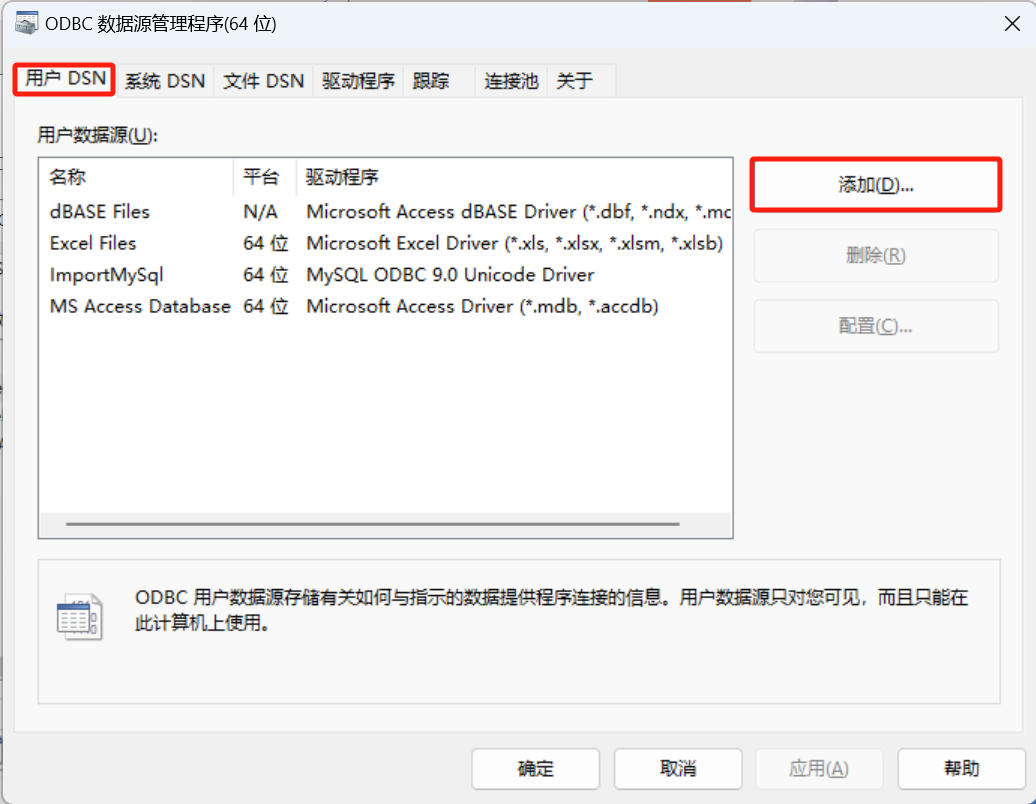 ODBC 数据源管理程序(64 位)
用户 DSN 系统 DSN 文件 DSN 驱动程序 跟踪 连接池 关于
用户数据源(U):
名称 平台 驱动程序
dBASE Files N/A Microsoft Access dBASE Driver (*.dbf, *.ndx, *.mc
Excel Files 64 位 Microsoft Excel Driver (*.xls, *.xlsx, *.xlsm, *.xlsb)
ImportMySql 64 位 MySQL ODBC 9.0 Unicode Driver
MS Access Database 64 位 Microsoft Access Driver (*.mdb, *.accdb)
添加(D)...
删除(R)
配置(C)...
ODBC 用户数据源存储有关如何与指示的数据提供程序连接的信息。用户数据源只对您可见，而且只能在
此计算机上使用。
确定 取消 应用(A) 帮助